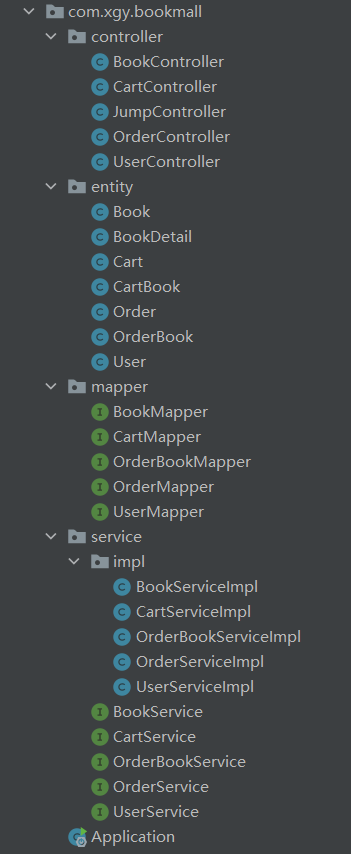 com.xgy.bookmall
controller
BookController
CartController
JumpController
OrderController
UserController
entity
Book
BookDetail
Cart
CartBook
Order
OrderBook
User
mapper
BookMapper
CartMapper
OrderBookMapper
OrderMapper
UserMapper
service
impl
BookServiceImpl
CartServiceImpl
OrderBookServiceImpl
OrderServiceImpl
UserServiceImpl
BookService
CartService
OrderBookService
OrderService
UserService
Application